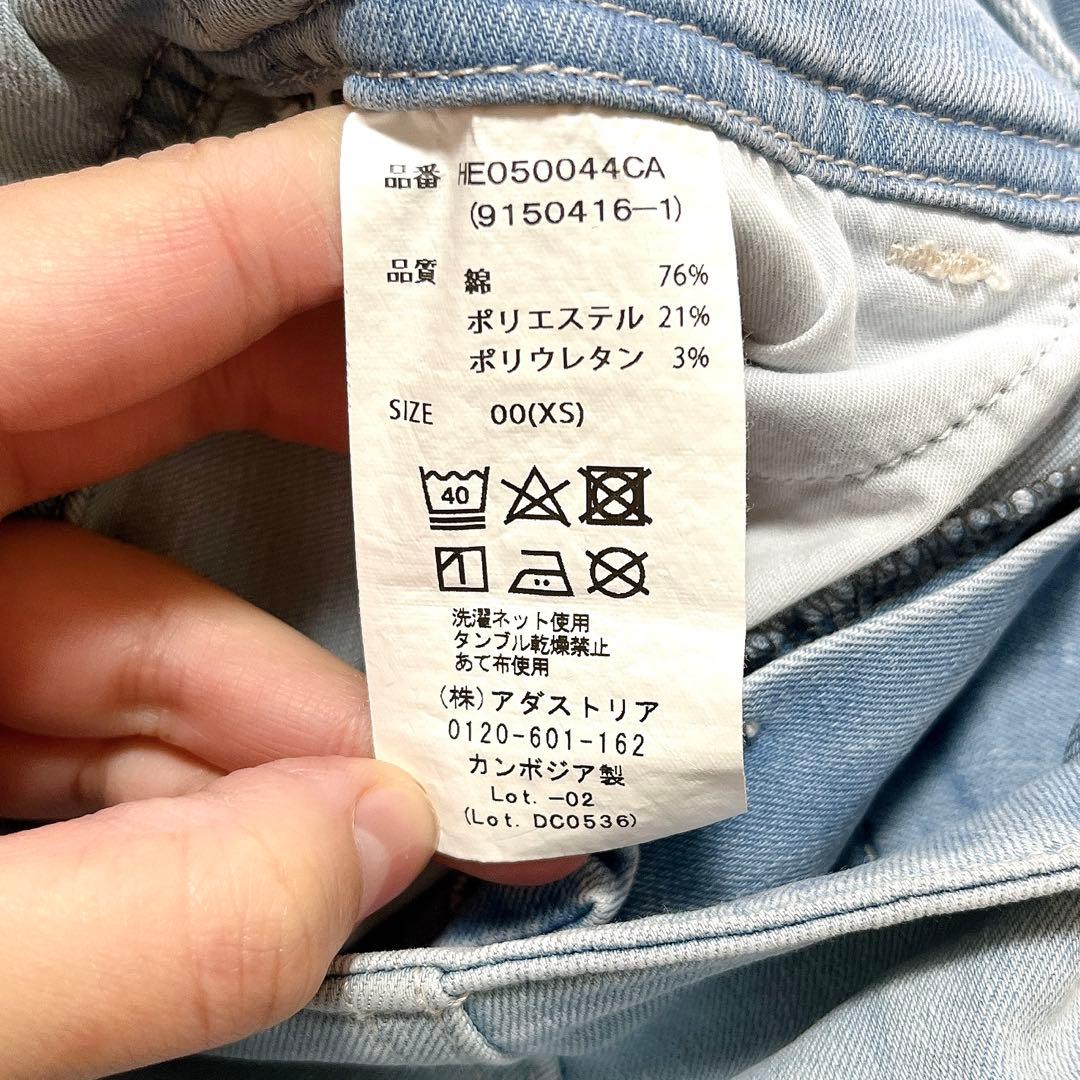 品番 HE050044CA
(9150416-1)
品質 綿 76%
ポリエステル 21%
ポリウレタン 3%
SIZE 00(XS)
40
洗濯ネット使用
タンブル乾燥禁止
あて布使用
(株)アダストリア
0120-601-162
カンボジア製
Lot. -02
(Lot. DC0536)